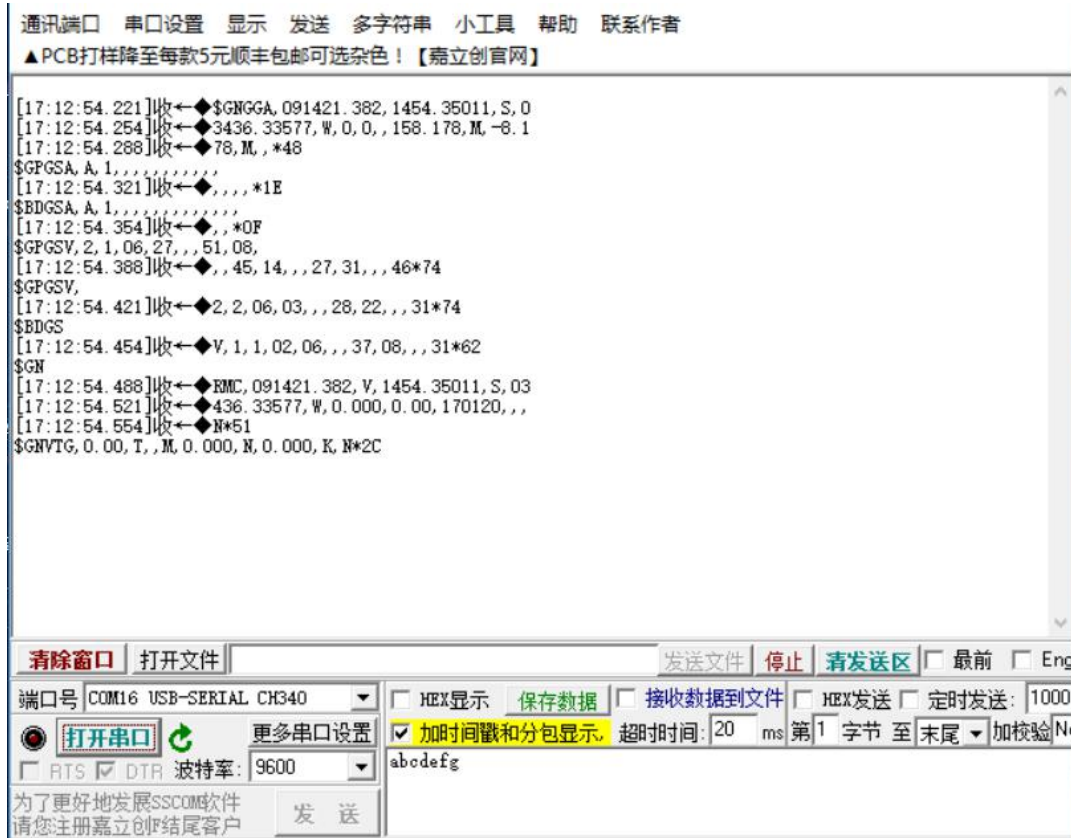 通讯端口 串口设置 显示 发送 多字符串 小工具 帮助 联系作者
▲PCB打样降至每款5元顺丰包邮可选杂色！【嘉立创官网】
[17:12:54.221]收←◆$GNGGA,091421.382,1454.35011,S,0
[17:12:54.254]收←◆3436.33577,W,0,0,,158.178,M,-8.1
[17:12:54.288]收←◆78,M,,*48
$GPGSA,A,1,,,,,,,,,,,
[17:12:54.321]收←◆,,,,*1E
$BDGSA,A,1,,,,,,,,,,,,,
[17:12:54.354]收←◆,,*0F
$GPGSV,2,1,06,27,,,51,08,
[17:12:54.388]收←◆,,45,14,,,27,31,,,46*74
$GPGSV,
[17:12:54.421]收←◆2,2,06,03,,,28,22,,,31*74
$BDGS
[17:12:54.454]收←◆V,1,1,02,06,,,37,08,,,31*62
$GN
[17:12:54.488]收←◆RMC,091421.382,V,1454.35011,S,03
[17:12:54.521]收←◆436.33577,W,0.000,0.00,170120,,,
[17:12:54.554]收←◆N*51
$GNVTG,0.00,T,,M,0.000,N,0.000,K,N*2C
清除窗口 打开文件 发送文件 停止 清发送区 最前 Eng
端口号 COM16 USB-SERIAL CH340 HEX显示 保存数据 接收数据到文件 HEX发送 定时发送: 1000
打开串口 更多串口设置 加时间戳和分包显示, 超时时间: 20 ms 第1 字节 至 末尾 加校验
RTS DTR 波特率: 9600 abcdefg
为了更好地发展SSCOM软件
请您注册嘉立创F结尾客户 发 送